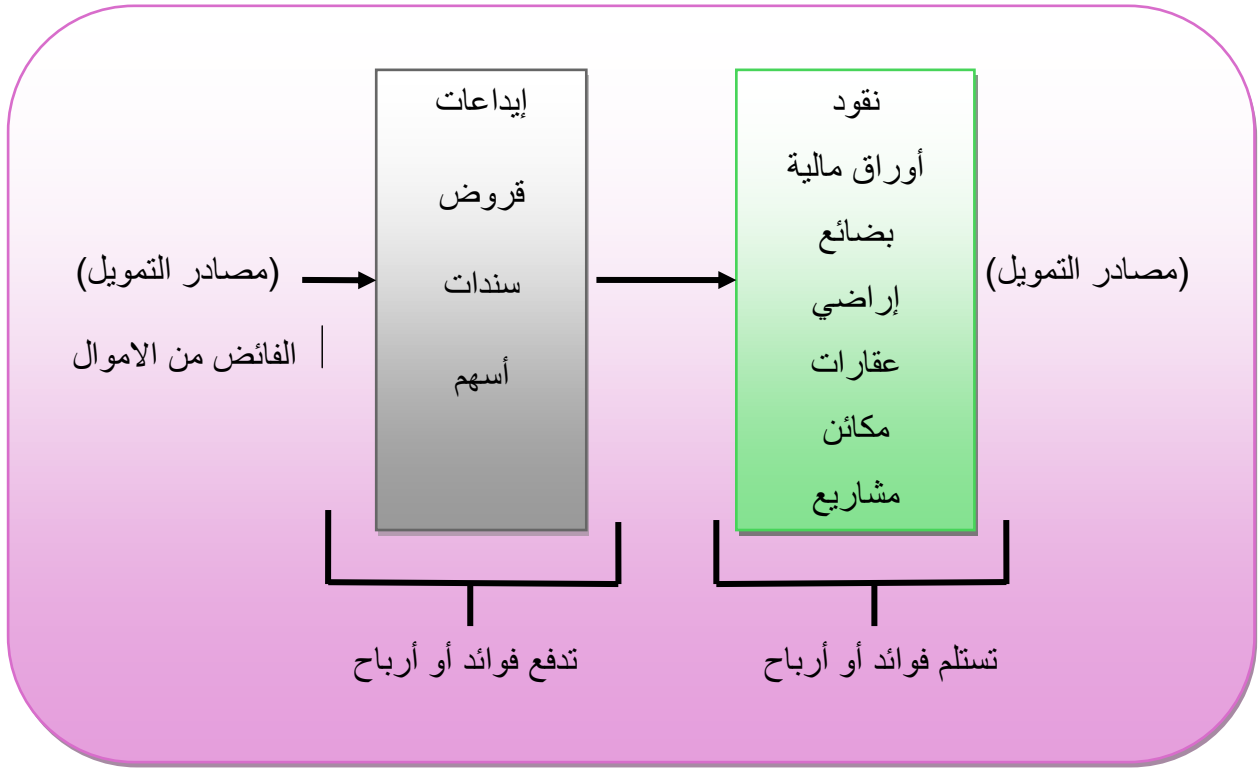 إيداعات
قروض
سندات
أسهم
نقود
أوراق مالية
بضائع
إراضي
عقارات
مكائن
مشاريع
(مصادر التمويل)
الفائض من الاموال
(مصادر التمويل)
تدفع فوائد أو أرباح
تستلم فوائد أو أرباح